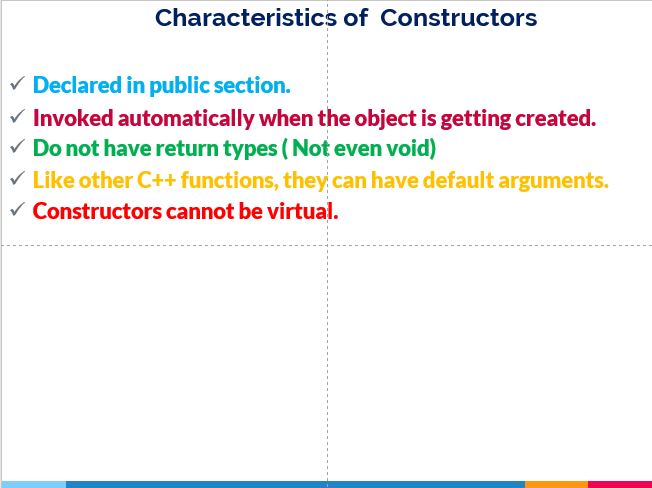 Characteristics of Constructors
✓ Declared in public section.
✓ Invoked automatically when the object is getting created.
✓ Do not have return types ( Not even void)
✓ Like other C++ functions, they can have default arguments.
✓ Constructors cannot be virtual.